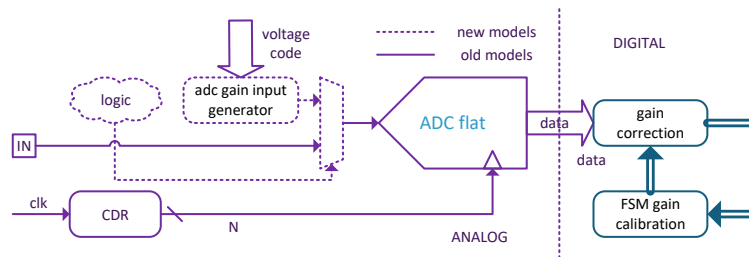 voltage
code
new models
old models
DIGITAL
logic
adc gain input
generator
ADC flat
data
gain
correction
IN
data
clk
CDR
N
FSM gain
calibration
ANALOG